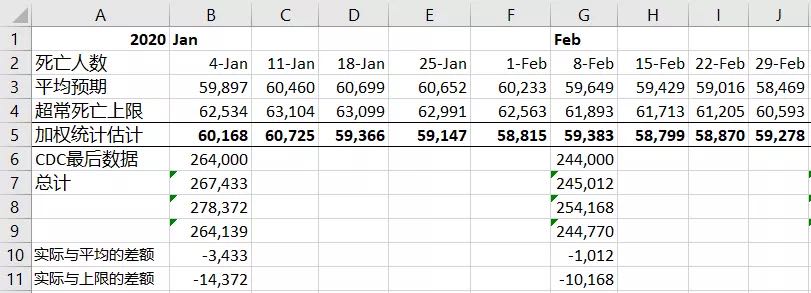 A B C D E F G H I J
1 2020 Jan Feb
2 死亡人数 4-Jan 11-Jan 18-Jan 25-Jan 1-Feb 8-Feb 15-Feb 22-Feb 29-Feb
3 平均预期 59,897 60,460 60,699 60,652 60,233 59,649 59,429 59,016 58,469
4 超常死亡上限 62,534 63,104 63,099 62,991 62,563 61,893 61,713 61,205 60,593
5 加权统计估计 60,168 60,725 59,366 59,147 58,815 59,383 58,799 58,870 59,278
6 CDC最后数据 264,000 244,000
7 总计 267,433 245,012
8 278,372 254,168
9 264,139 244,770
10 实际与平均的差额 -3,433 -1,012
11 实际与上限的差额 -14,372 -10,168